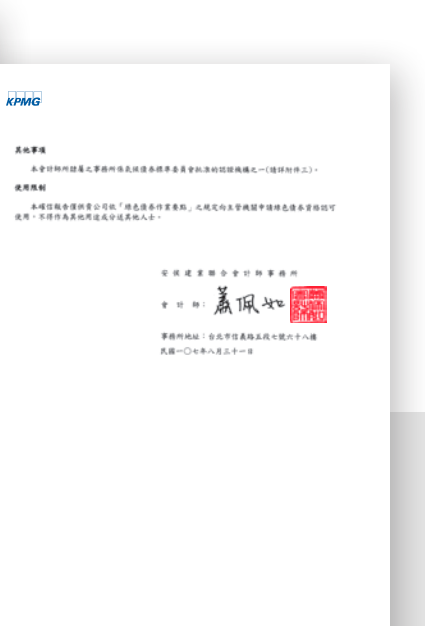 KPMG
其他事項
本會計師所隸屬之事務所係氣候債券標準委員會批准的認證機構之一(請詳附件三)。
使用限制
本確信報告僅供貴公司依「綠色債券作業要點」之規定向主管機關申請綠色債券資格認可
使用，不得作為其他用途或分送其他人士。
安侯建業聯合會計師事務所
會 計 師：蕭佩如
事務所地址：台北市信義路五段七號六十八樓
民國一〇七年八月三十一日